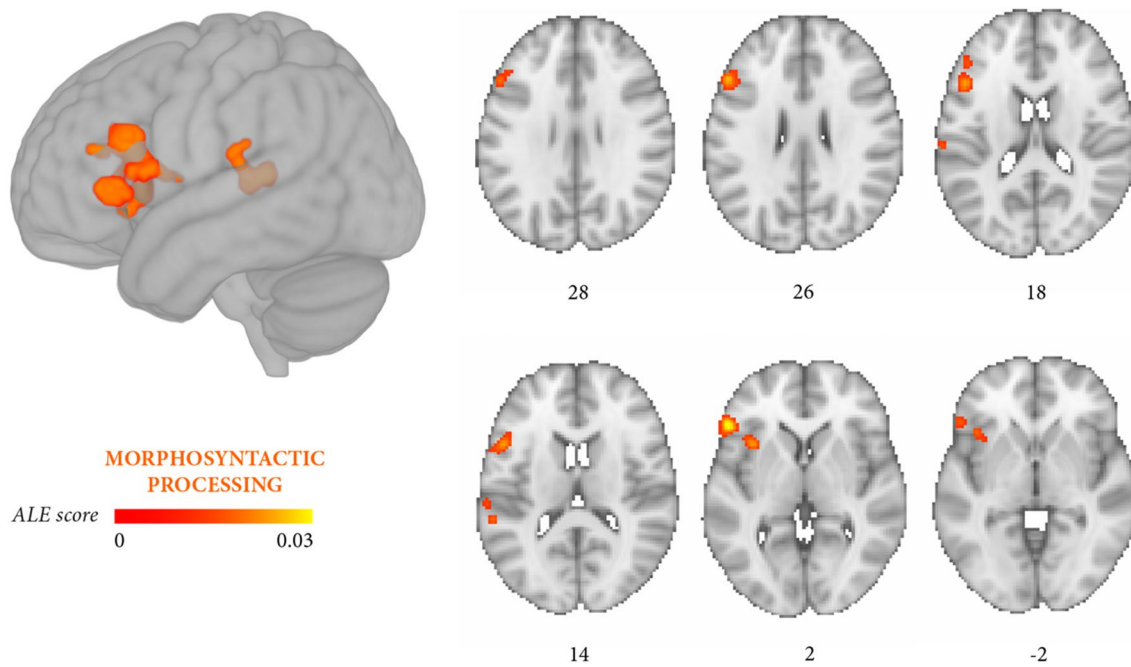 28 26 18
MORPHOSYNTACTIC
PROCESSING
ALE score
0 0.03
14 2 -2